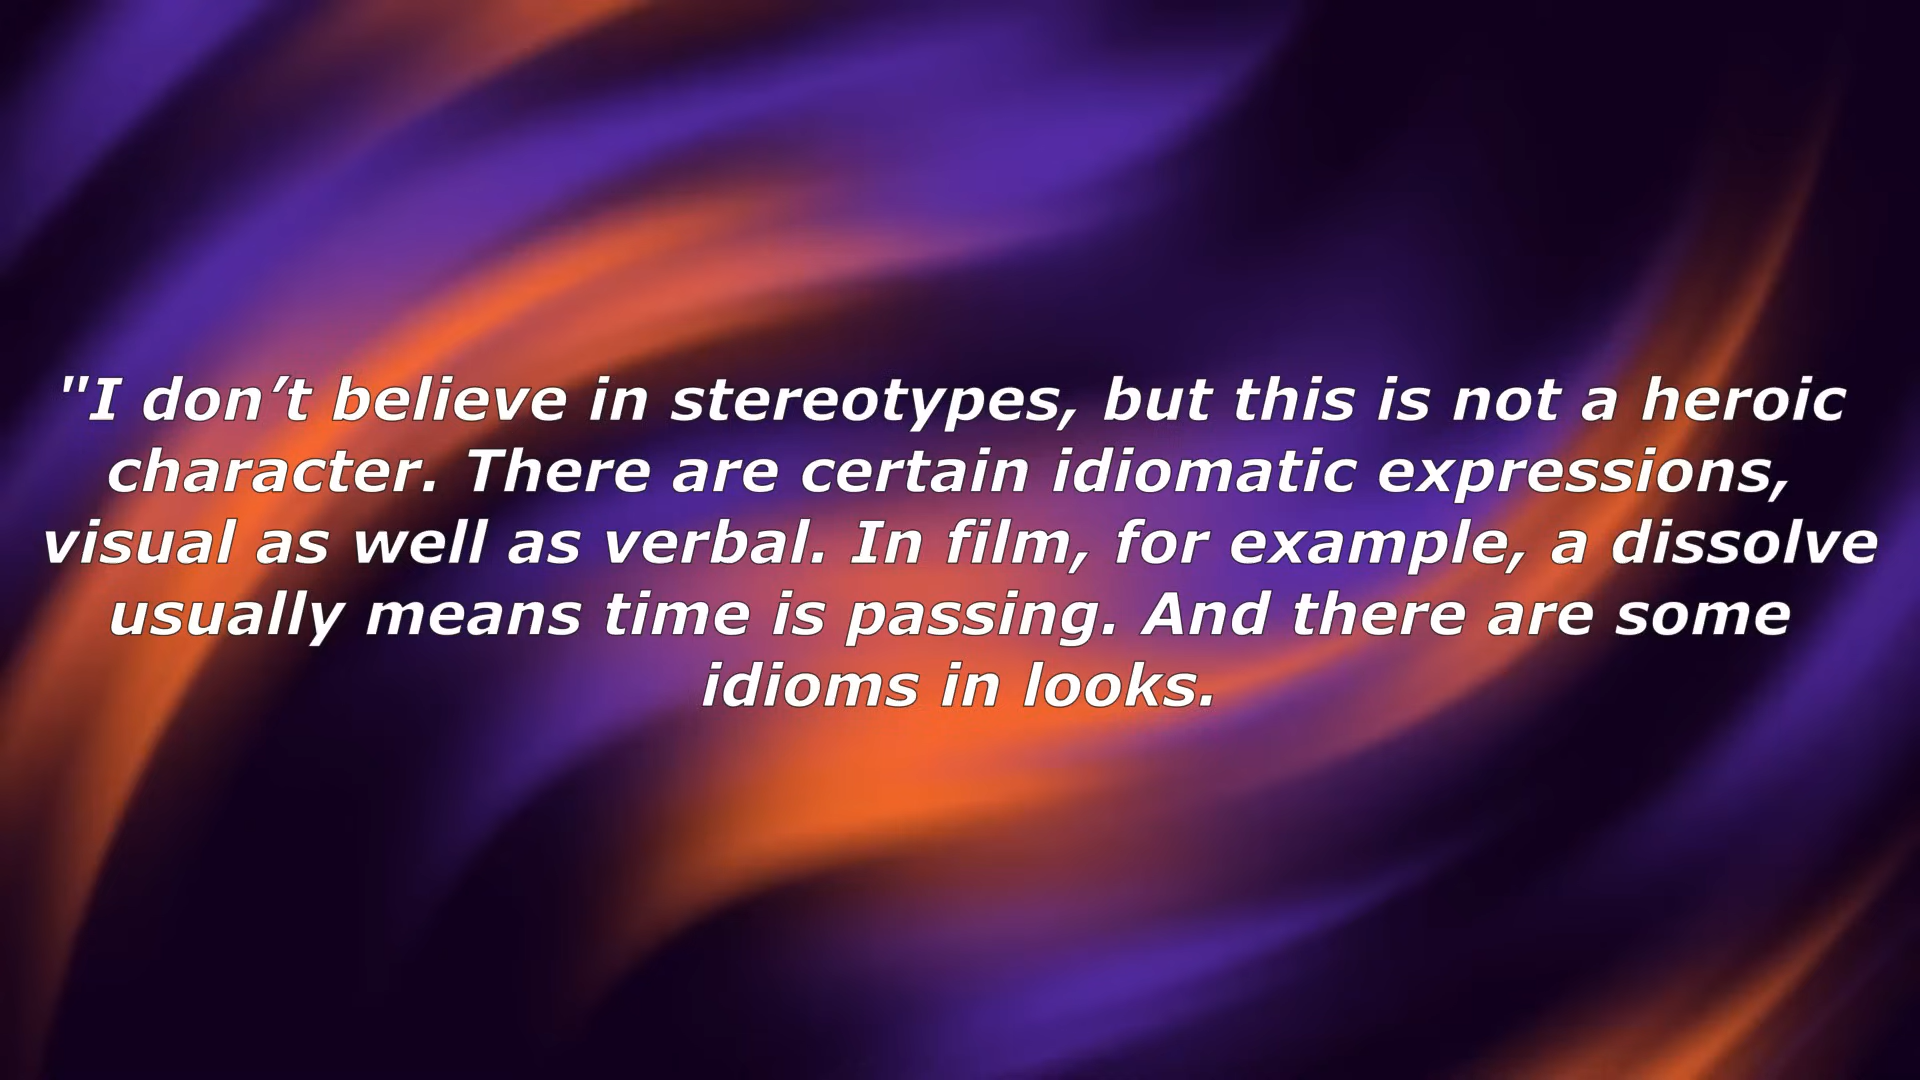 "I don’t believe in stereotypes, but this is not a heroic
character. There are certain idiomatic expressions,
visual as well as verbal. In film, for example, a dissolve
usually means time is passing. And there are some
idioms in looks.